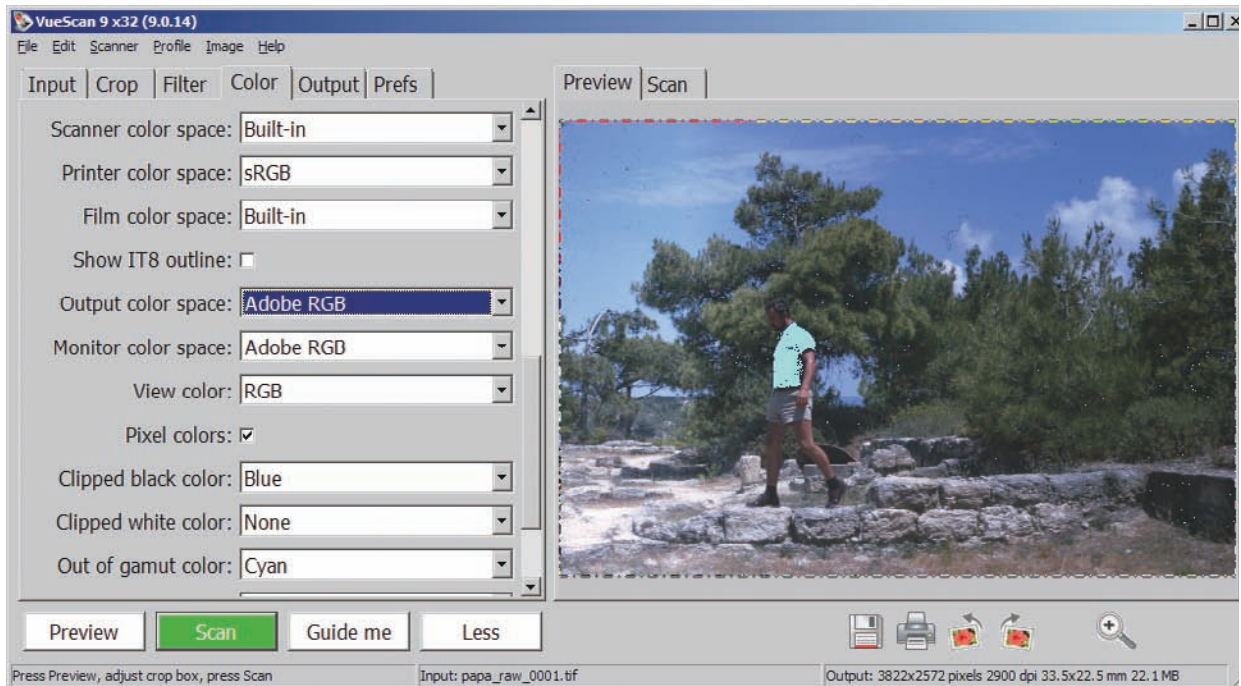 VueScan 9 x32 (9.0.14)
File Edit Scanner Profile Image Help
Input Crop Filter Color Output Prefs
Preview Scan
Scanner color space: Built-in
Printer color space: sRGB
Film color space: Built-in
Show IT8 outline:
Output color space: Adobe RGB
Monitor color space: Adobe RGB
View color: RGB
Pixel colors:
Clipped black color: Blue
Clipped white color: None
Out of gamut color: Cyan
Preview Scan Guide me Less
Press Preview, adjust crop box, press Scan
Input: papa_raw_0001.tif
Output: 3822x2572 pixels 2900 dpi 33.5x22.5 mm 22.1 MB